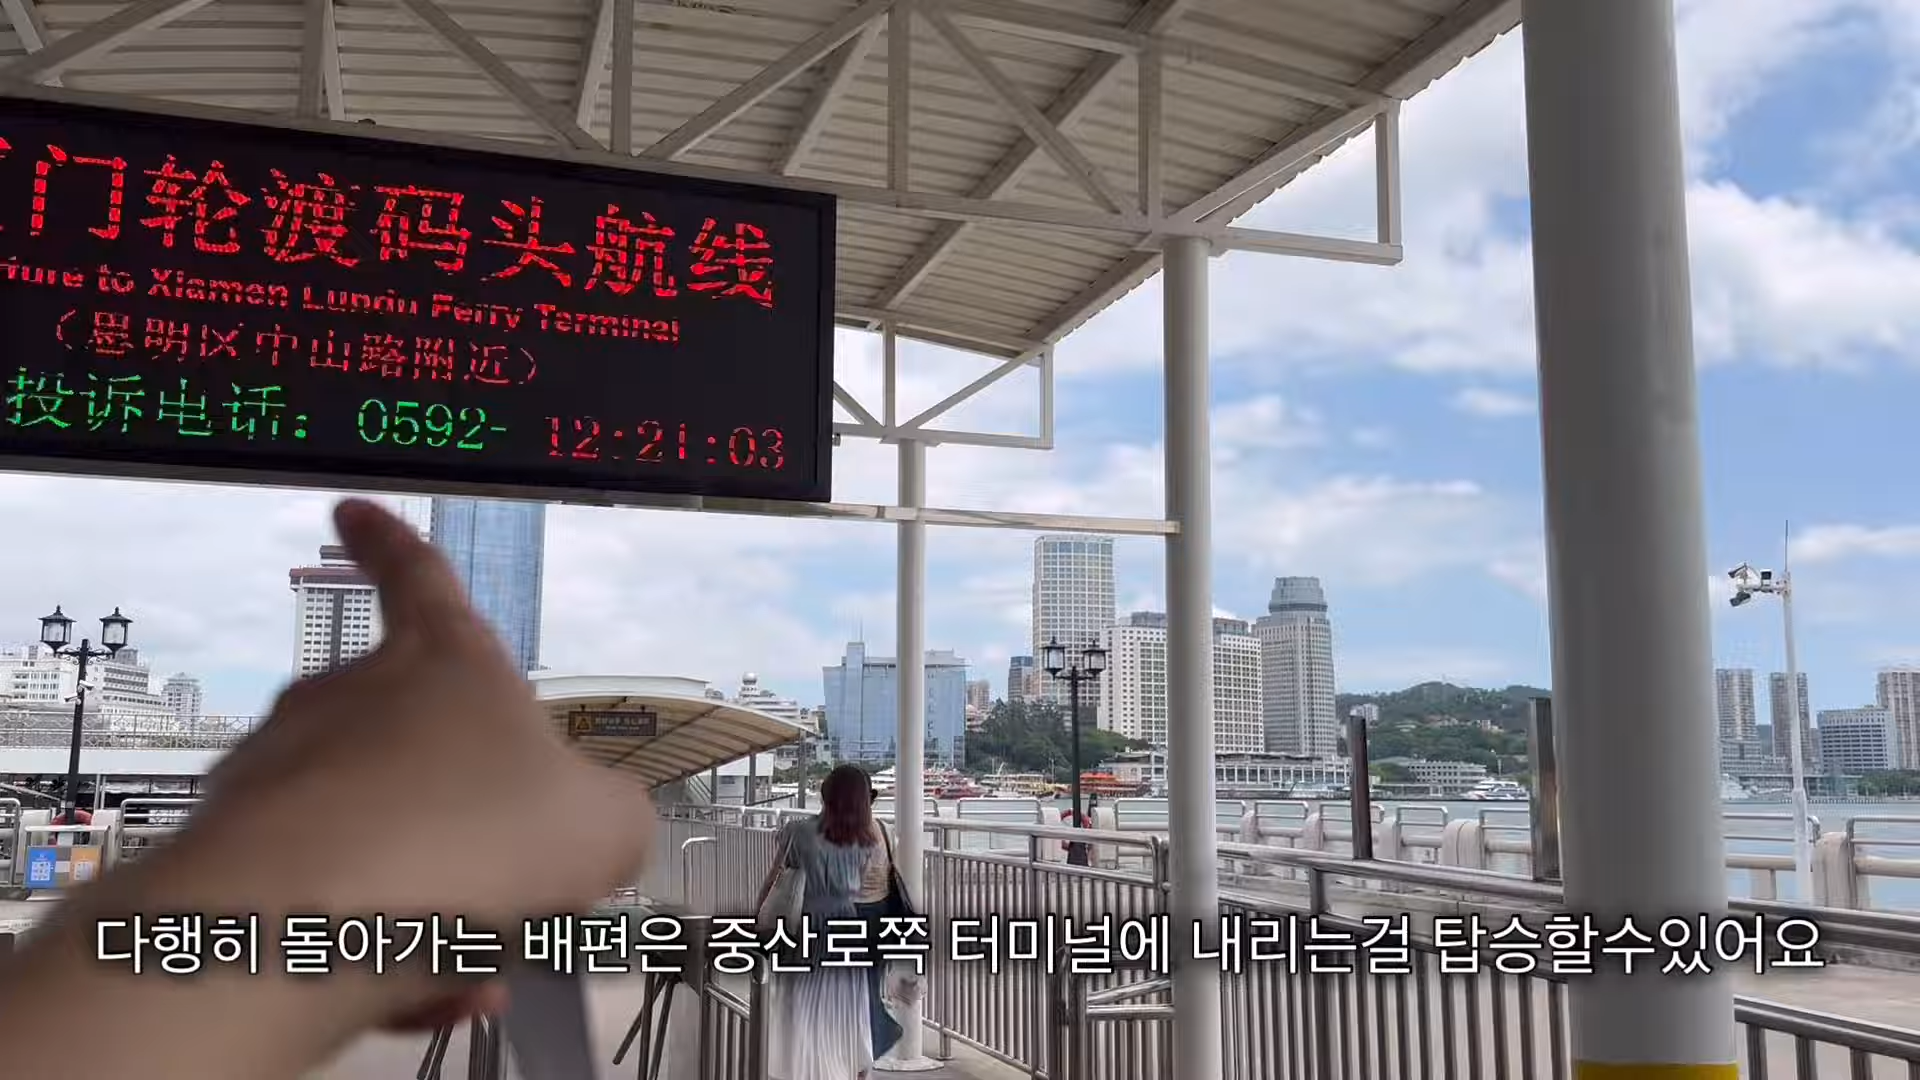 门轮渡码头航线
ture to Xiamen Lundu Ferry Terminal
（思明区中山路附近）
投诉电话：0592-
12:21:03
다행히 돌아가는 배편은 중산로쪽 터미널에 내리는걸 탑승할수있어요